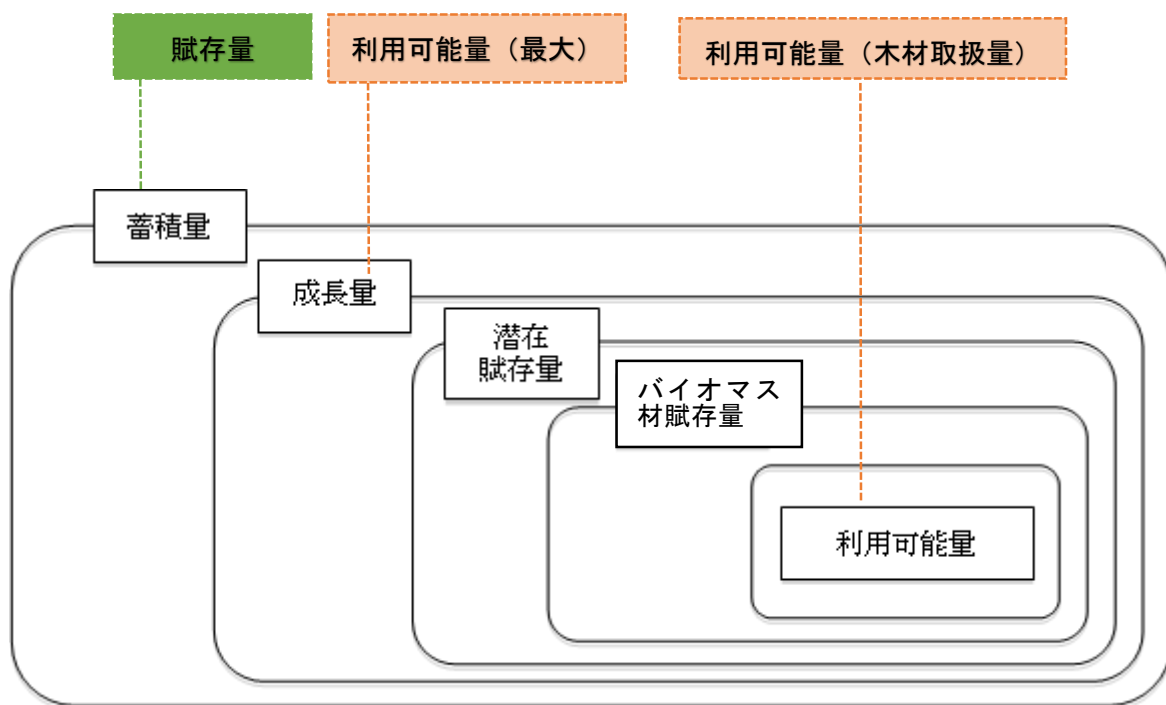 賦存量
利用可能量（最大）
利用可能量（木材取扱量）
蓄積量
成長量
潜在
賦存量
バイオマス
材賦存量
利用可能量